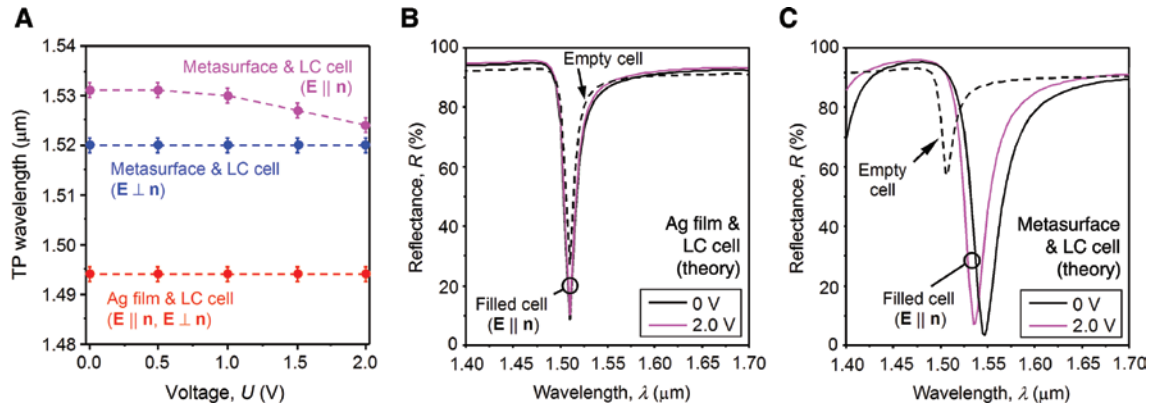 A
TP wavelength (μm)
1.54
1.53
1.52
1.50
1.49
1.48
Metasurface & LC cell
(E || n)
Metasurface & LC cell
(E ⊥ n)
Ag film & LC cell
(E || n, E ⊥ n)
0.0 0.5 1.0 1.5 2.0
Voltage, U (V)
B
Reflectance, R (%)
100
80
60
40
20
0
Empty cell
Ag film &
LC cell
(theory)
Filled cell
(E || n)
0 V
2.0 V
1.40 1.45 1.50 1.55 1.60 1.65 1.70
Wavelength, λ (μm)
C
Reflectance, R (%)
100
80
60
40
20
0
Empty
cell
Metasurface
& LC cell
(theory)
Filled cell
(E || n)
0 V
2.0 V
1.40 1.45 1.50 1.55 1.60 1.65 1.70
Wavelength, λ (μm)